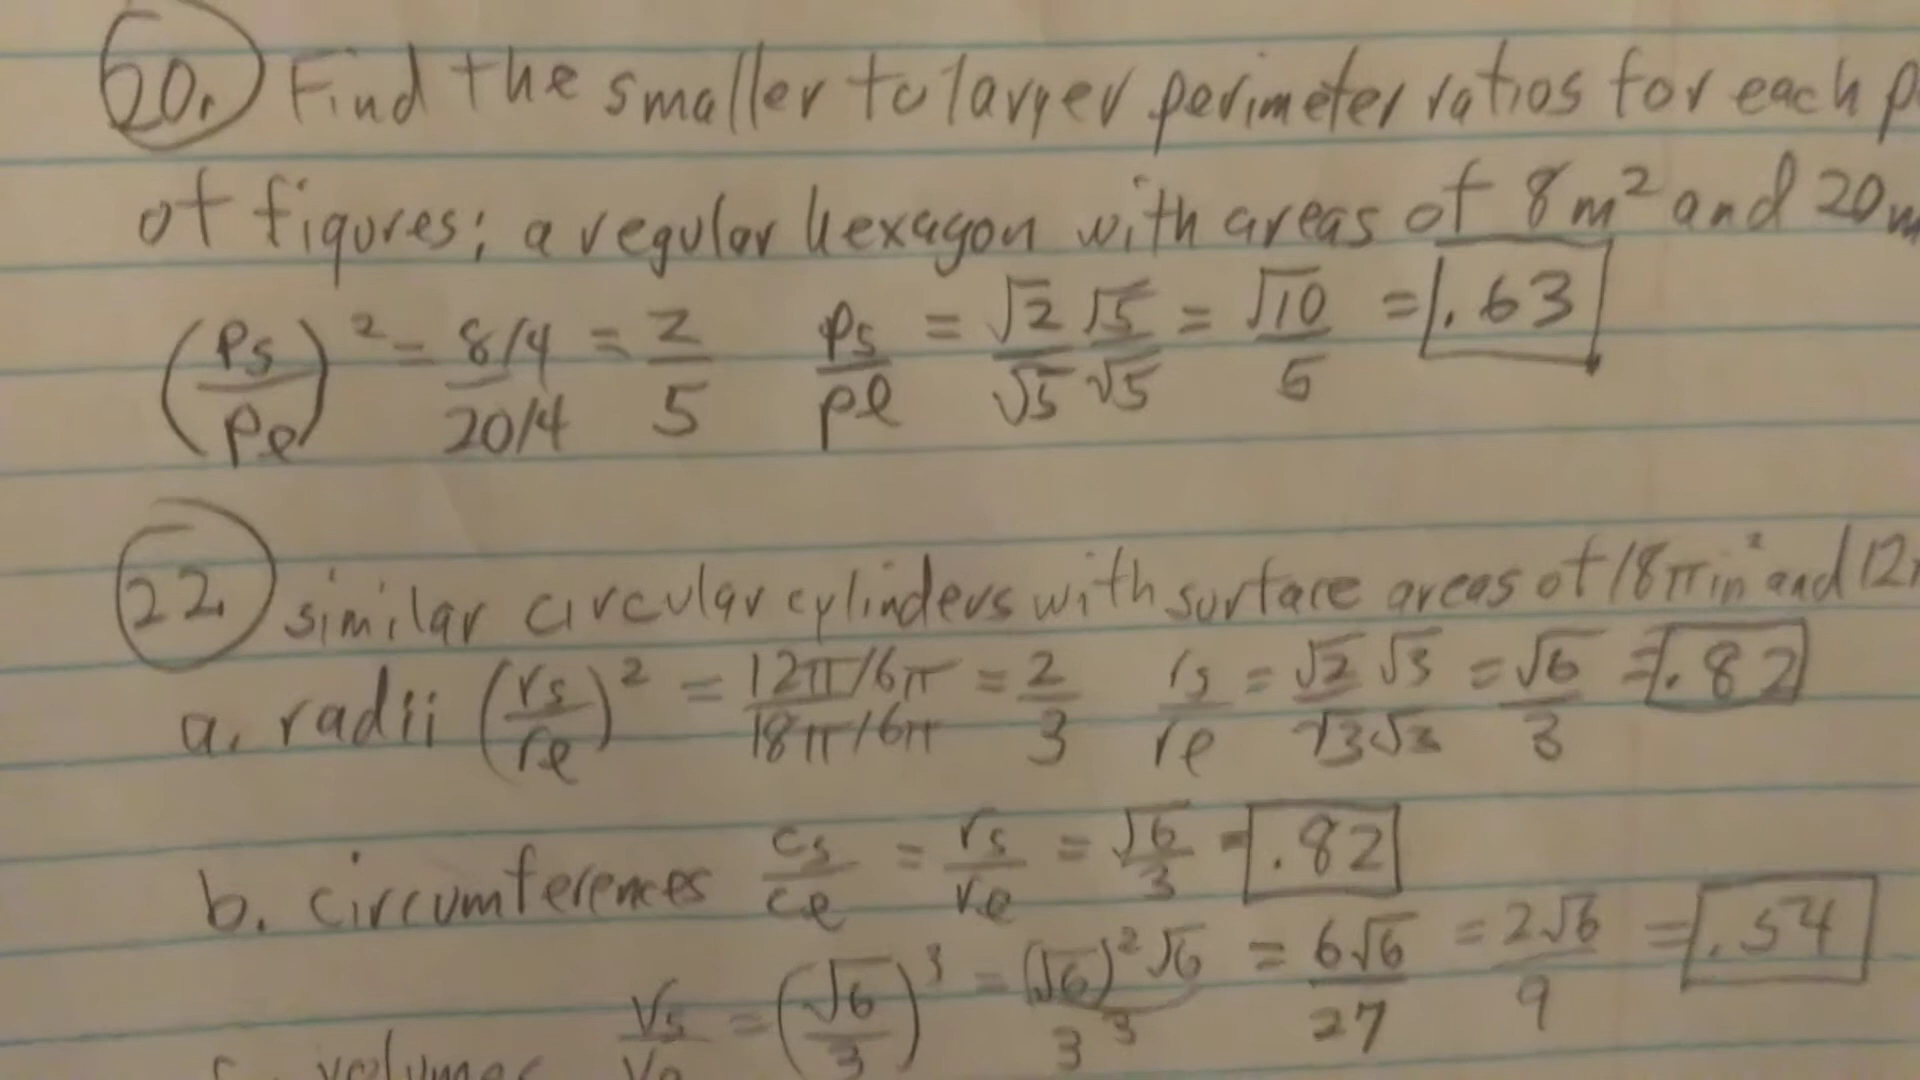 20. Find the smaller to larger perimeter ratios for each p
of figures; a regular hexagon with areas of 8m² and 20m
(Ps/Pl)² = (8/4)/(20/4) = 2/5   Ps/Pl = √2 √5/√5 √5 = √10/5 = .63
22. similar circular cylinders with surface areas of 18π in² and 12π
a. radii (rs/rl)² = (12π/6π)/(18π/6π) = 2/3   rs/rl = √2 √3/√3 √3 = √6/3 = .82
b. circumferences cs/cl = rs/rl = √6/3 = .82
c. volumes Vs/Vl = (√6/3)³ = (√6)² √6/3³ = 6√6/27 = 2√6/9 = .54